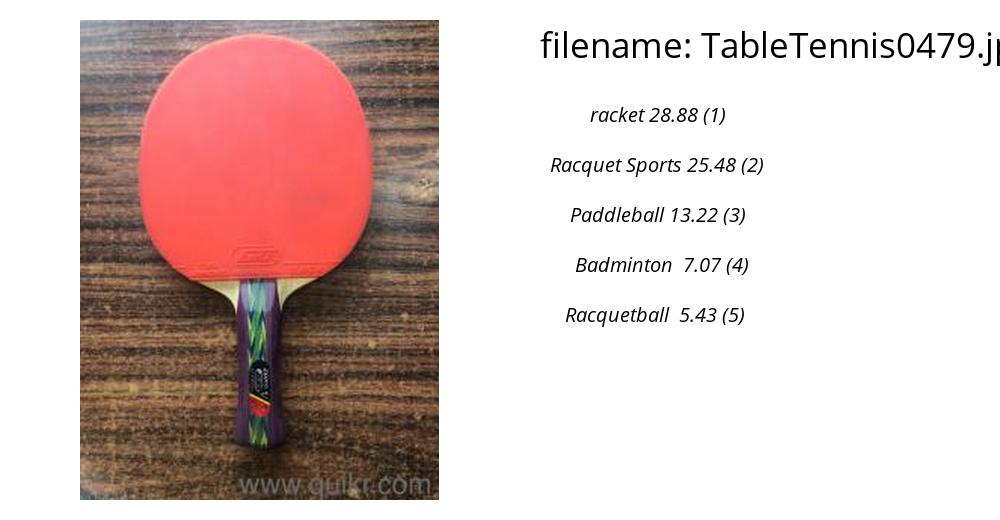 filename: TableTennis0479.jp
racket 28.88 (1)
Racquet Sports 25.48 (2)
Paddleball 13.22 (3)
Badminton 7.07 (4)
Racquetball 5.43 (5)
www.quikr.com